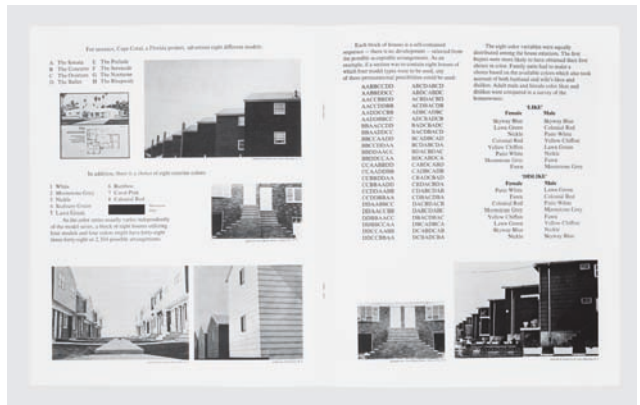 For instance, Cape Coral, a Florida project, advertises eight different models:
A The Sonata E The Prelude
B The Concerto F The Serenade
C The Overture G The Nocturne
D The Ballet H The Rhapsody
In addition, there is a choice of eight exterior colors:
1 White 6 Bamboo
2 Moonstone Grey 7 Coral Pink
3 Nickle 8 Colonial Red
4 Seafoam Green
5 Lawn Green
As the color series usually varies independently
of the model series, a block of eight houses utilizing
four models and four colors might have forty-eight
times forty-eight or 2,304 possible arrangements.
Each block of houses is a self-contained
sequence — there is no development — selected from
the possible acceptable arrangements. As an
example, if a section was to contain eight houses of
which four model types were to be used, any
of these permutational possibilities could be used:
AABBCCDD ABCDABCD
AABBDDCC ABDCABDC
AACCBBDD ACBDACBD
AACCDDBB ACDBACDB
AADDCCBB ADBCADBC
AADDBBCC ADCBADCB
BBAACCDD BACDBACD
BBCCAADD BCADBCAD
BBCCDDAA BCDABCDA
BBDDAACC BDACBDAC
BBDDCCAA BDCABDCA
CCAABBDD CABDCABD
CCAADDBB CADBCADB
CCBBDDAA CBADCBAD
CCBBAADD CBDACBDA
CCDDAABB CDABCDAB
CCDDBBAA CDBACDBA
DDAABBCC DACBDACB
DDAACCBB DABCDABC
DDBBAACC DBACDBAC
DDBBCCAA DBCADBCA
DDCCAABB DCABDCAB
DDCCBBAA DCBADCBA
The eight color variables were equally
distributed among the house exteriors. The first
buyers were more likely to have obtained their first
choice in color. Family units had to make a
choice based on the available colors which also took
account of both husband and wife's likes and
dislikes. Adult male and female color likes and
dislikes were compared in a survey of the
homeowners:
'LIKE'
Female Male
Skyway Blue Skyway Blue
Lawn Green Colonial Red
Nickle Patio White
Colonial Red Yellow Chiffon
Yellow Chiffon Lawn Green
Patio White Nickle
Moonstone Grey Fawn
Fawn Moonstone Grey
'DISLIKE'
Female Male
Patio White Lawn Green
Fawn Colonial Red
Colonial Red Patio White
Moonstone Grey Moonstone Grey
Yellow Chiffon Fawn
Lawn Green Yellow Chiffon
Skyway Blue Nickle
Nickle Skyway Blue